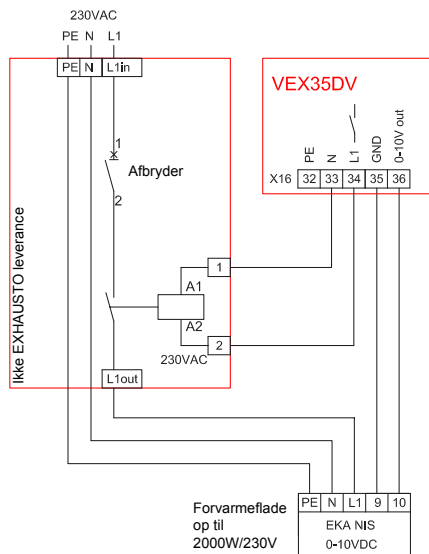 230VAC
PE N L1
PE N L1in
1
Afbryder
2
Ikke EXHAUSTO leverance
A1
A2
230VAC
1
2
L1out
VEX35DV
PE N L1 GND 0-10V out
X16 32 33 34 35 36
Forvarmeflade
op til
2000W/230V
PE N L1 9 10
EKA NIS
0-10VDC